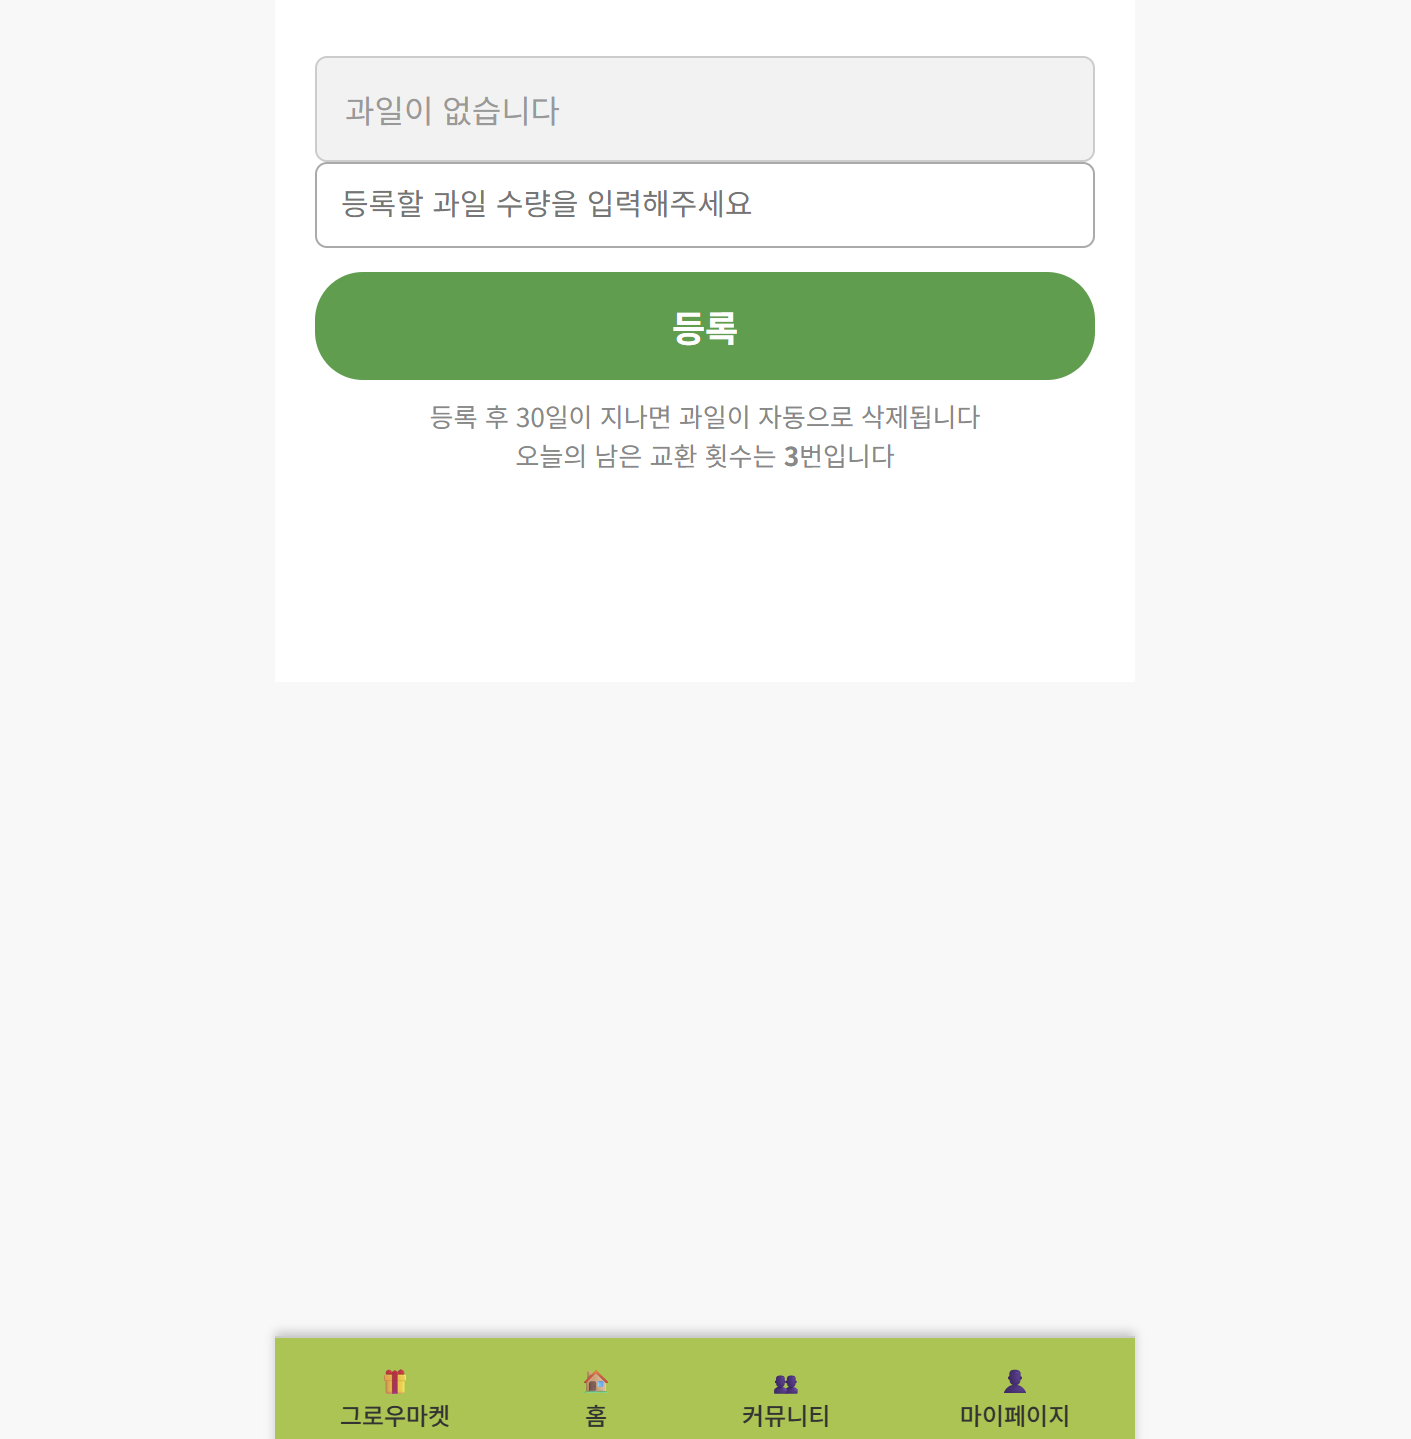 과일이 없습니다
등록할 과일 수량을 입력해주세요
등록
등록 후 30일이 지나면 과일이 자동으로 삭제됩니다
오늘의 남은 교환 횟수는 3번입니다
그로우마켓
홈
커뮤니티
마이페이지